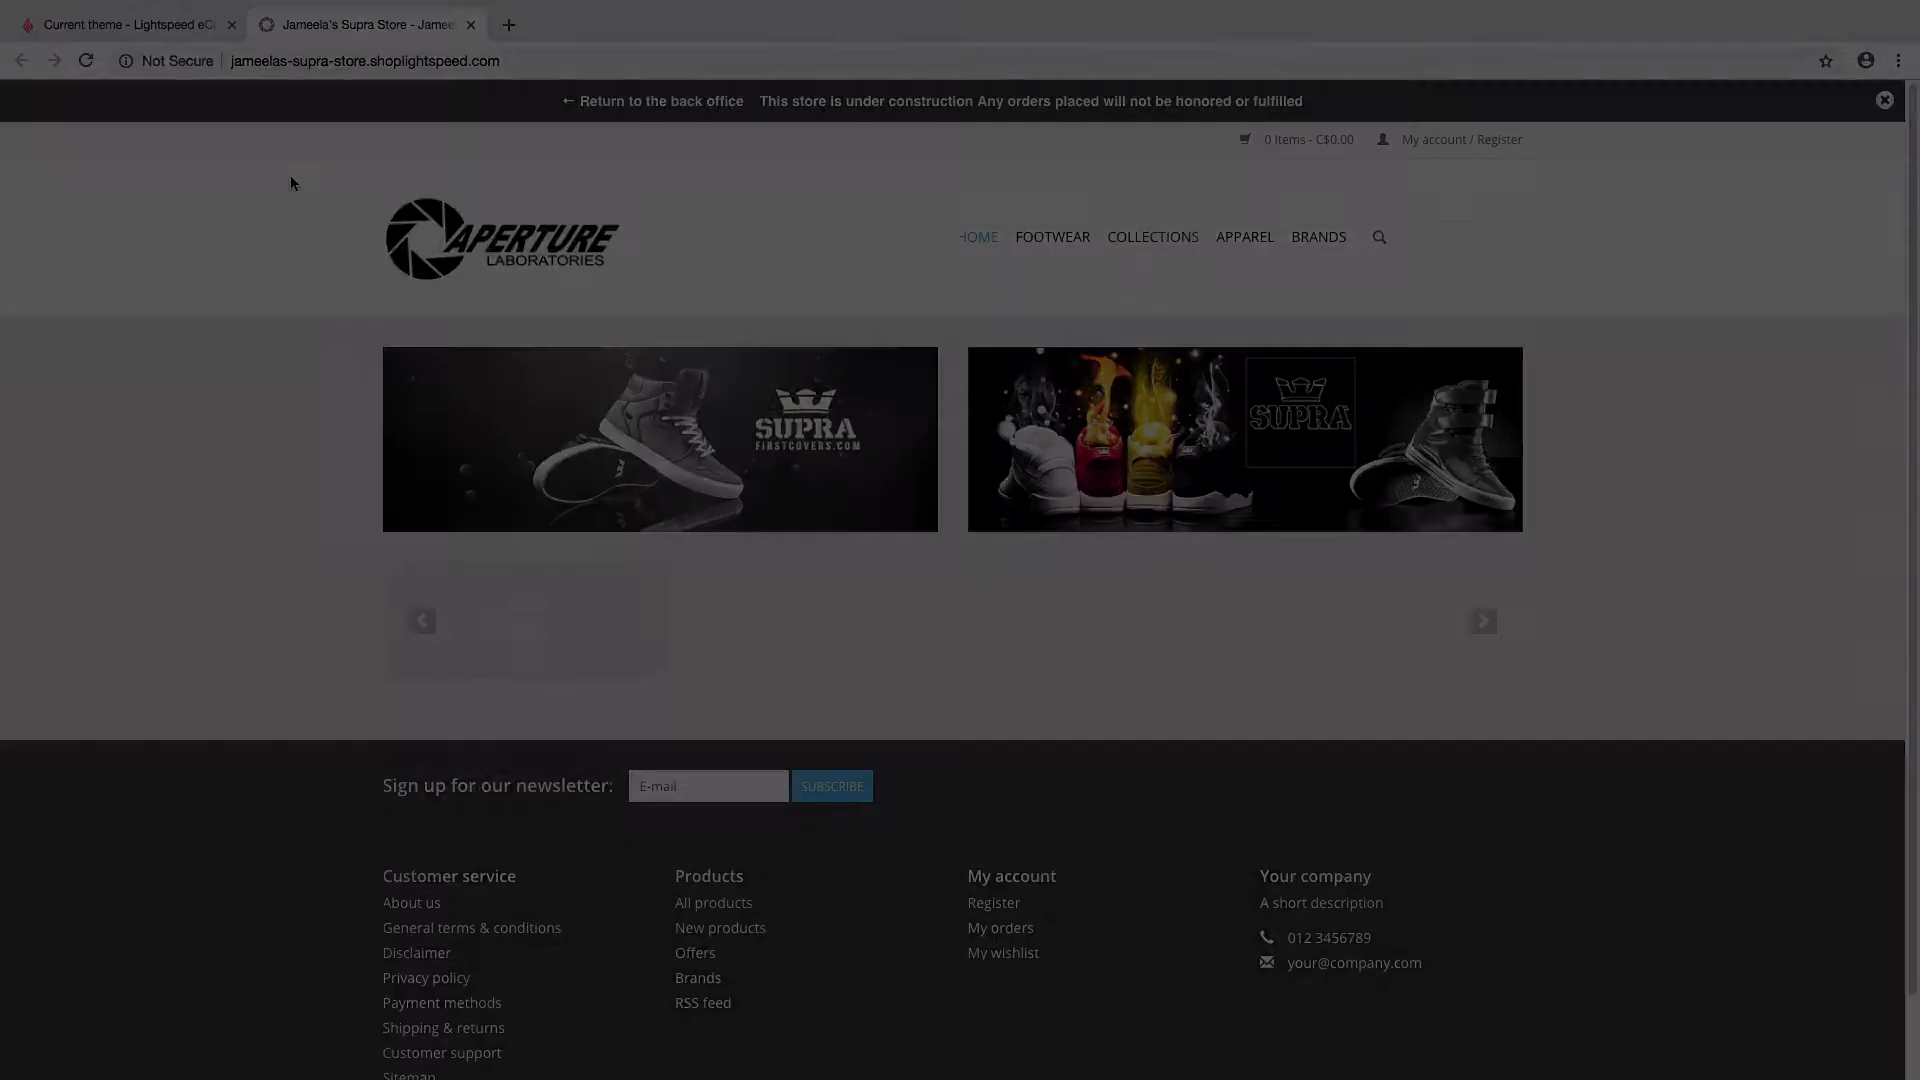 Current theme - Lightspeed eC
Jameela's Supra Store - Jamee
Not Secure
jameelas-supra-store.shoplightspeed.com
← Return to the back office This store is under construction Any orders placed will not be honored or fulfilled
0 Items - C$0.00 My account / Register
APERTURE
LABORATORIES
HOME FOOTWEAR COLLECTIONS APPAREL BRANDS
SUPRA
FIRSTCOVERS.COM
SUPRA
Sign up for our newsletter: E-mail SUBSCRIBE
Customer service
About us
General terms & conditions
Disclaimer
Privacy policy
Payment methods
Shipping & returns
Customer support
Sitemap
Products
All products
New products
Offers
Brands
RSS feed
My account
Register
My orders
My wishlist
Your company
A short description
012 3456789
your@company.com